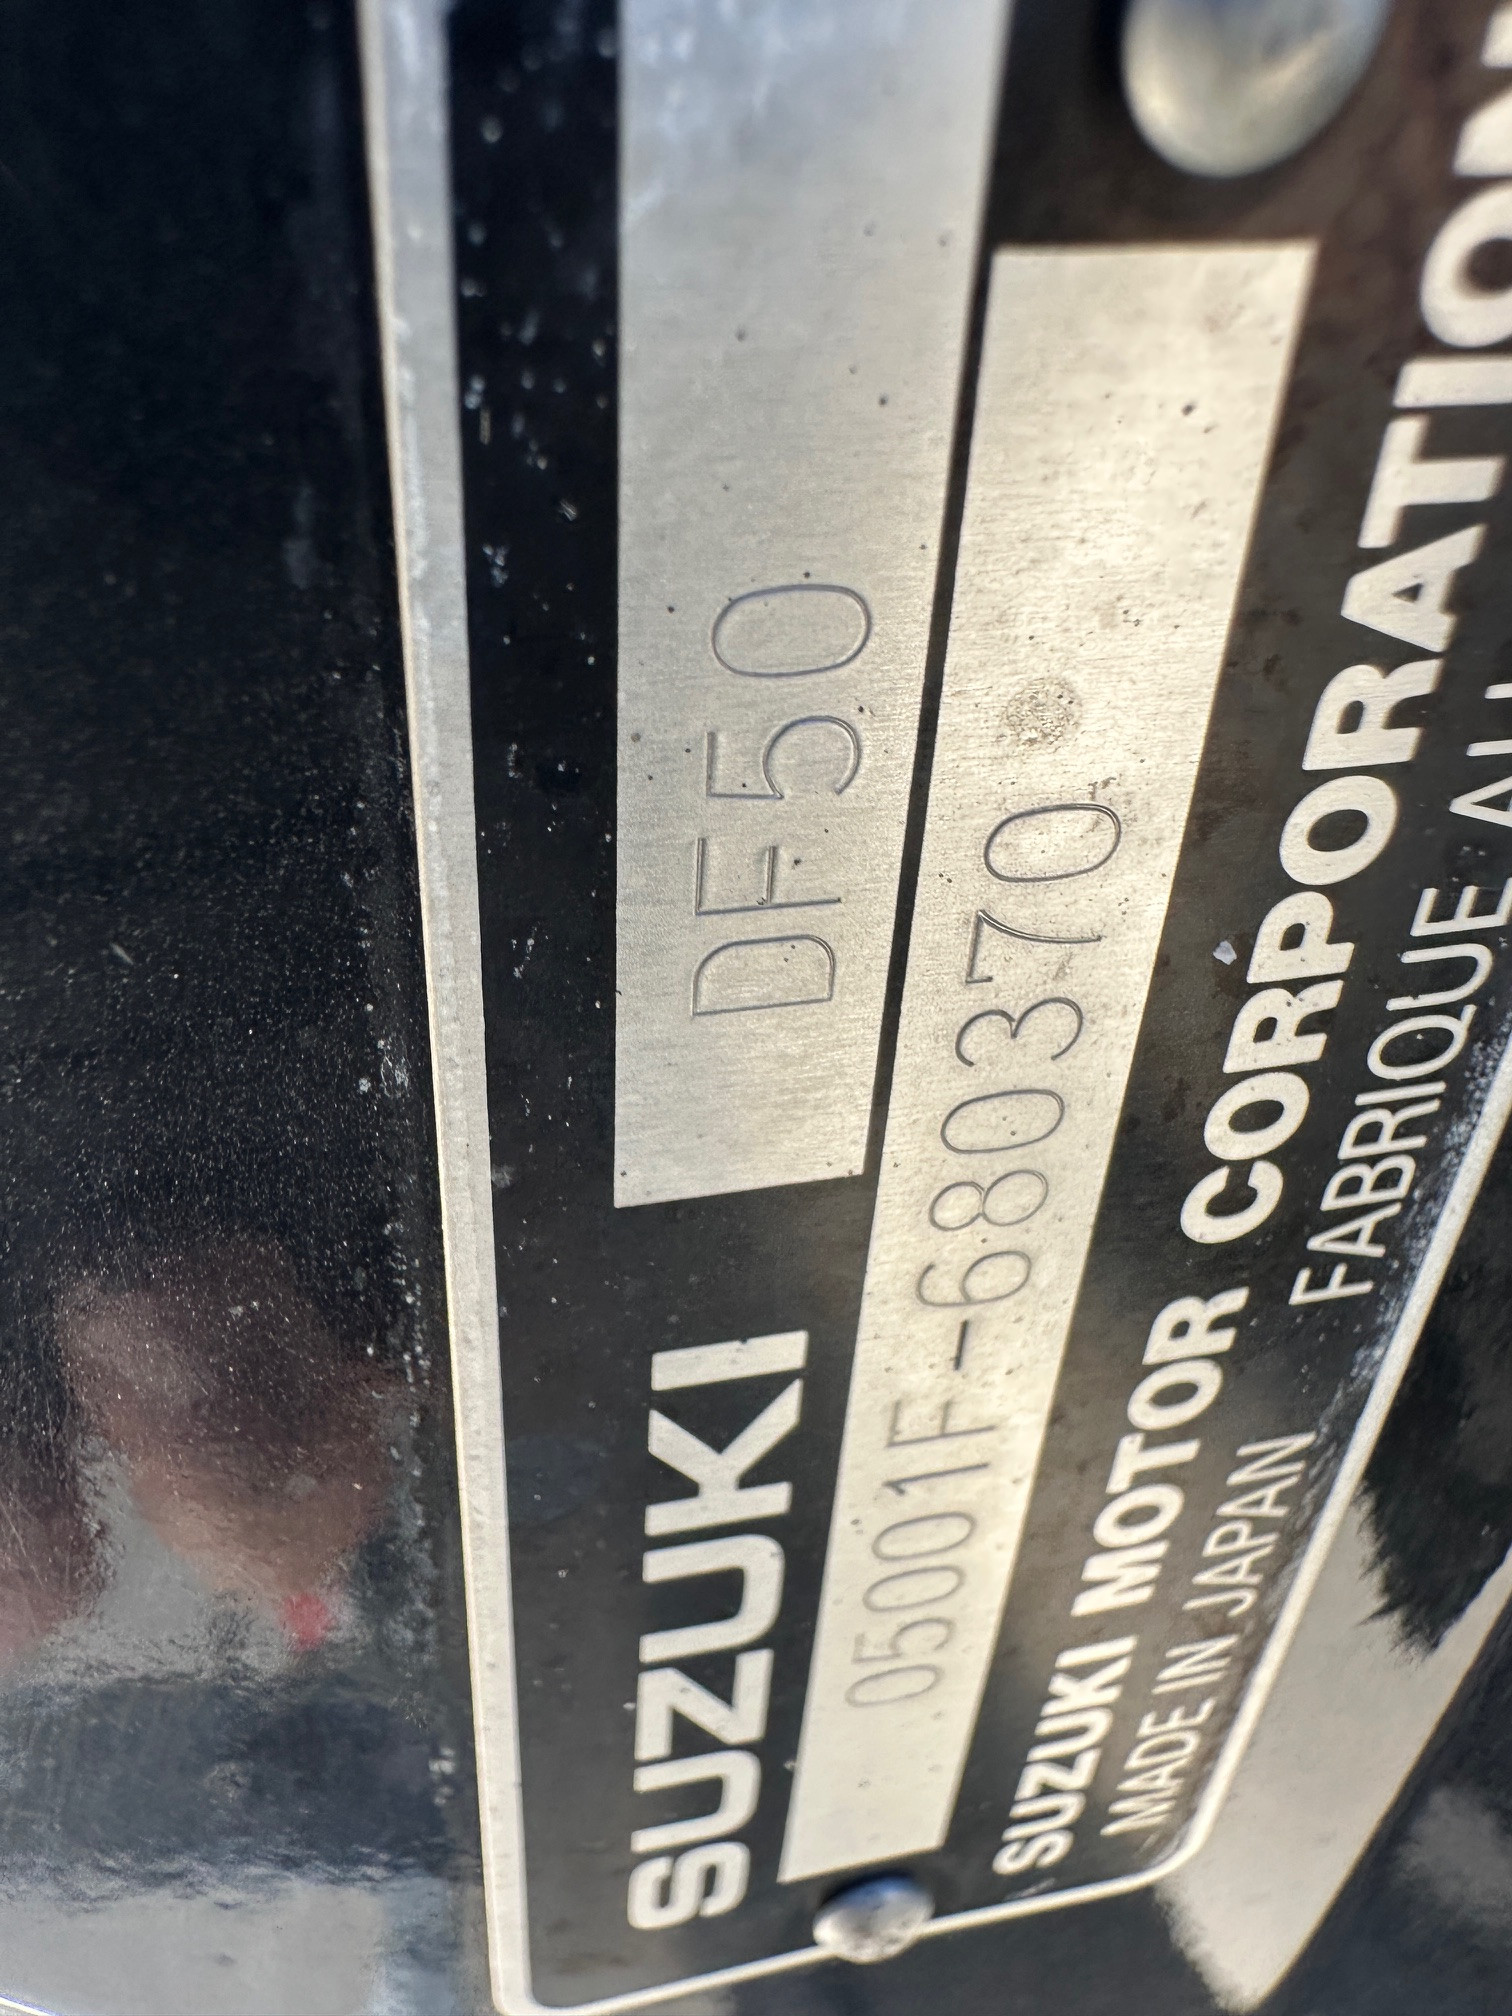 SUZUKI DF50
05001F-680370
SUZUKI MOTOR CORPORATION
MADE IN JAPAN FABRIQUE AU